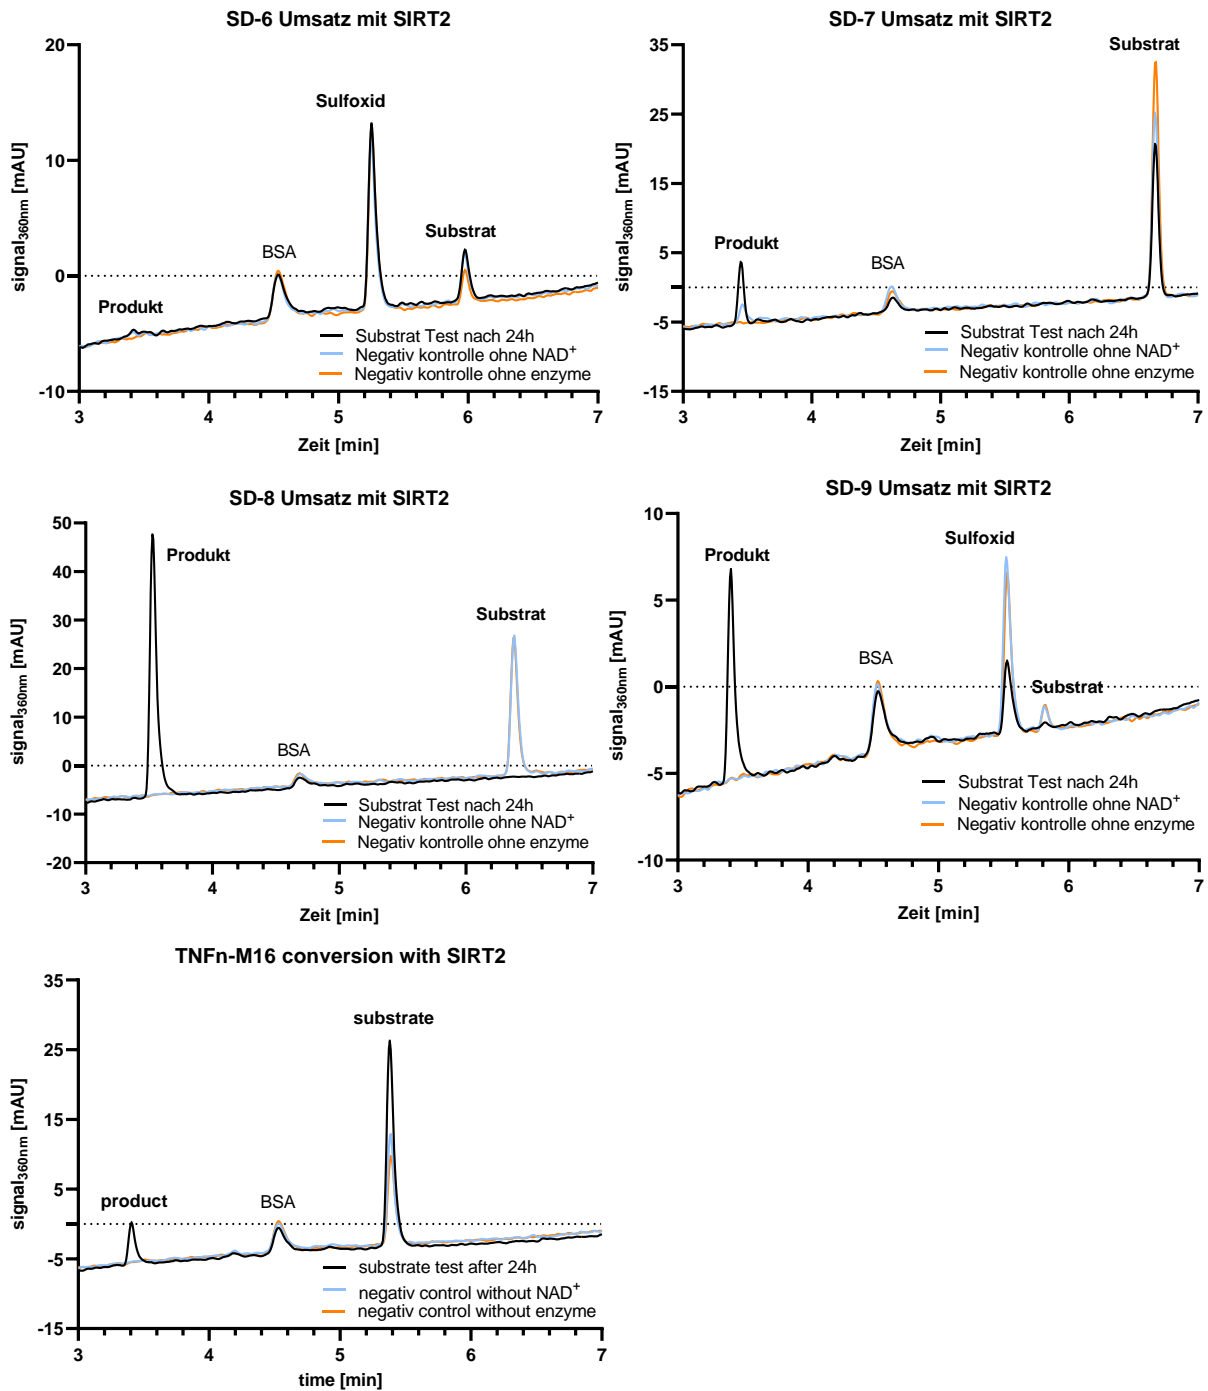 SD-6 Umsatz mit SIRT2
20
10
0
-10
signal360nm [mAU]
Sulfoxid
BSA
Substrat
Produkt
Substrat Test nach 24h
Negativ kontrolle ohne NAD+
Negativ kontrolle ohne enzyme
3 4 5 6 7
Zeit [min]
SD-7 Umsatz mit SIRT2
35
25
15
5
-5
-15
signal360nm [mAU]
Substrat
Produkt
BSA
Substrat Test nach 24h
Negativ kontrolle ohne NAD+
Negativ kontrolle ohne enzyme
3 4 5 6 7
Zeit [min]
SD-8 Umsatz mit SIRT2
50
40
30
20
10
0
-10
-20
signal360nm [mAU]
Produkt
Substrat
BSA
Substrat Test nach 24h
Negativ kontrolle ohne NAD+
Negativ kontrolle ohne enzyme
3 4 5 6 7
Zeit [min]
SD-9 Umsatz mit SIRT2
10
5
0
-5
-10
signal360nm [mAU]
Sulfoxid
Produkt
BSA
Substrat
Substrat Test nach 24h
Negativ kontrolle ohne NAD+
Negativ kontrolle ohne enzyme
3 4 5 6 7
Zeit [min]
TNFn-M16 conversion with SIRT2
35
25
15
5
-5
-15
signal360nm [mAU]
substrate
product
BSA
substrate test after 24h
negativ control without NAD+
negativ control without enzyme
3 4 5 6 7
time [min]